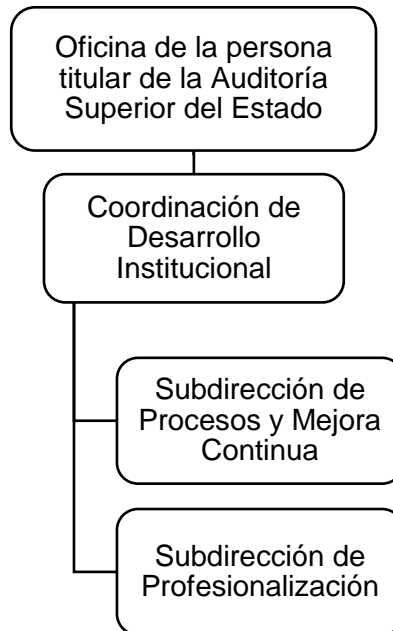 Oficina de la persona
titular de la Auditoría
Superior del Estado
Coordinación de
Desarrollo
Institucional
Subdirección de
Procesos y Mejora
Continua
Subdirección de
Profesionalización